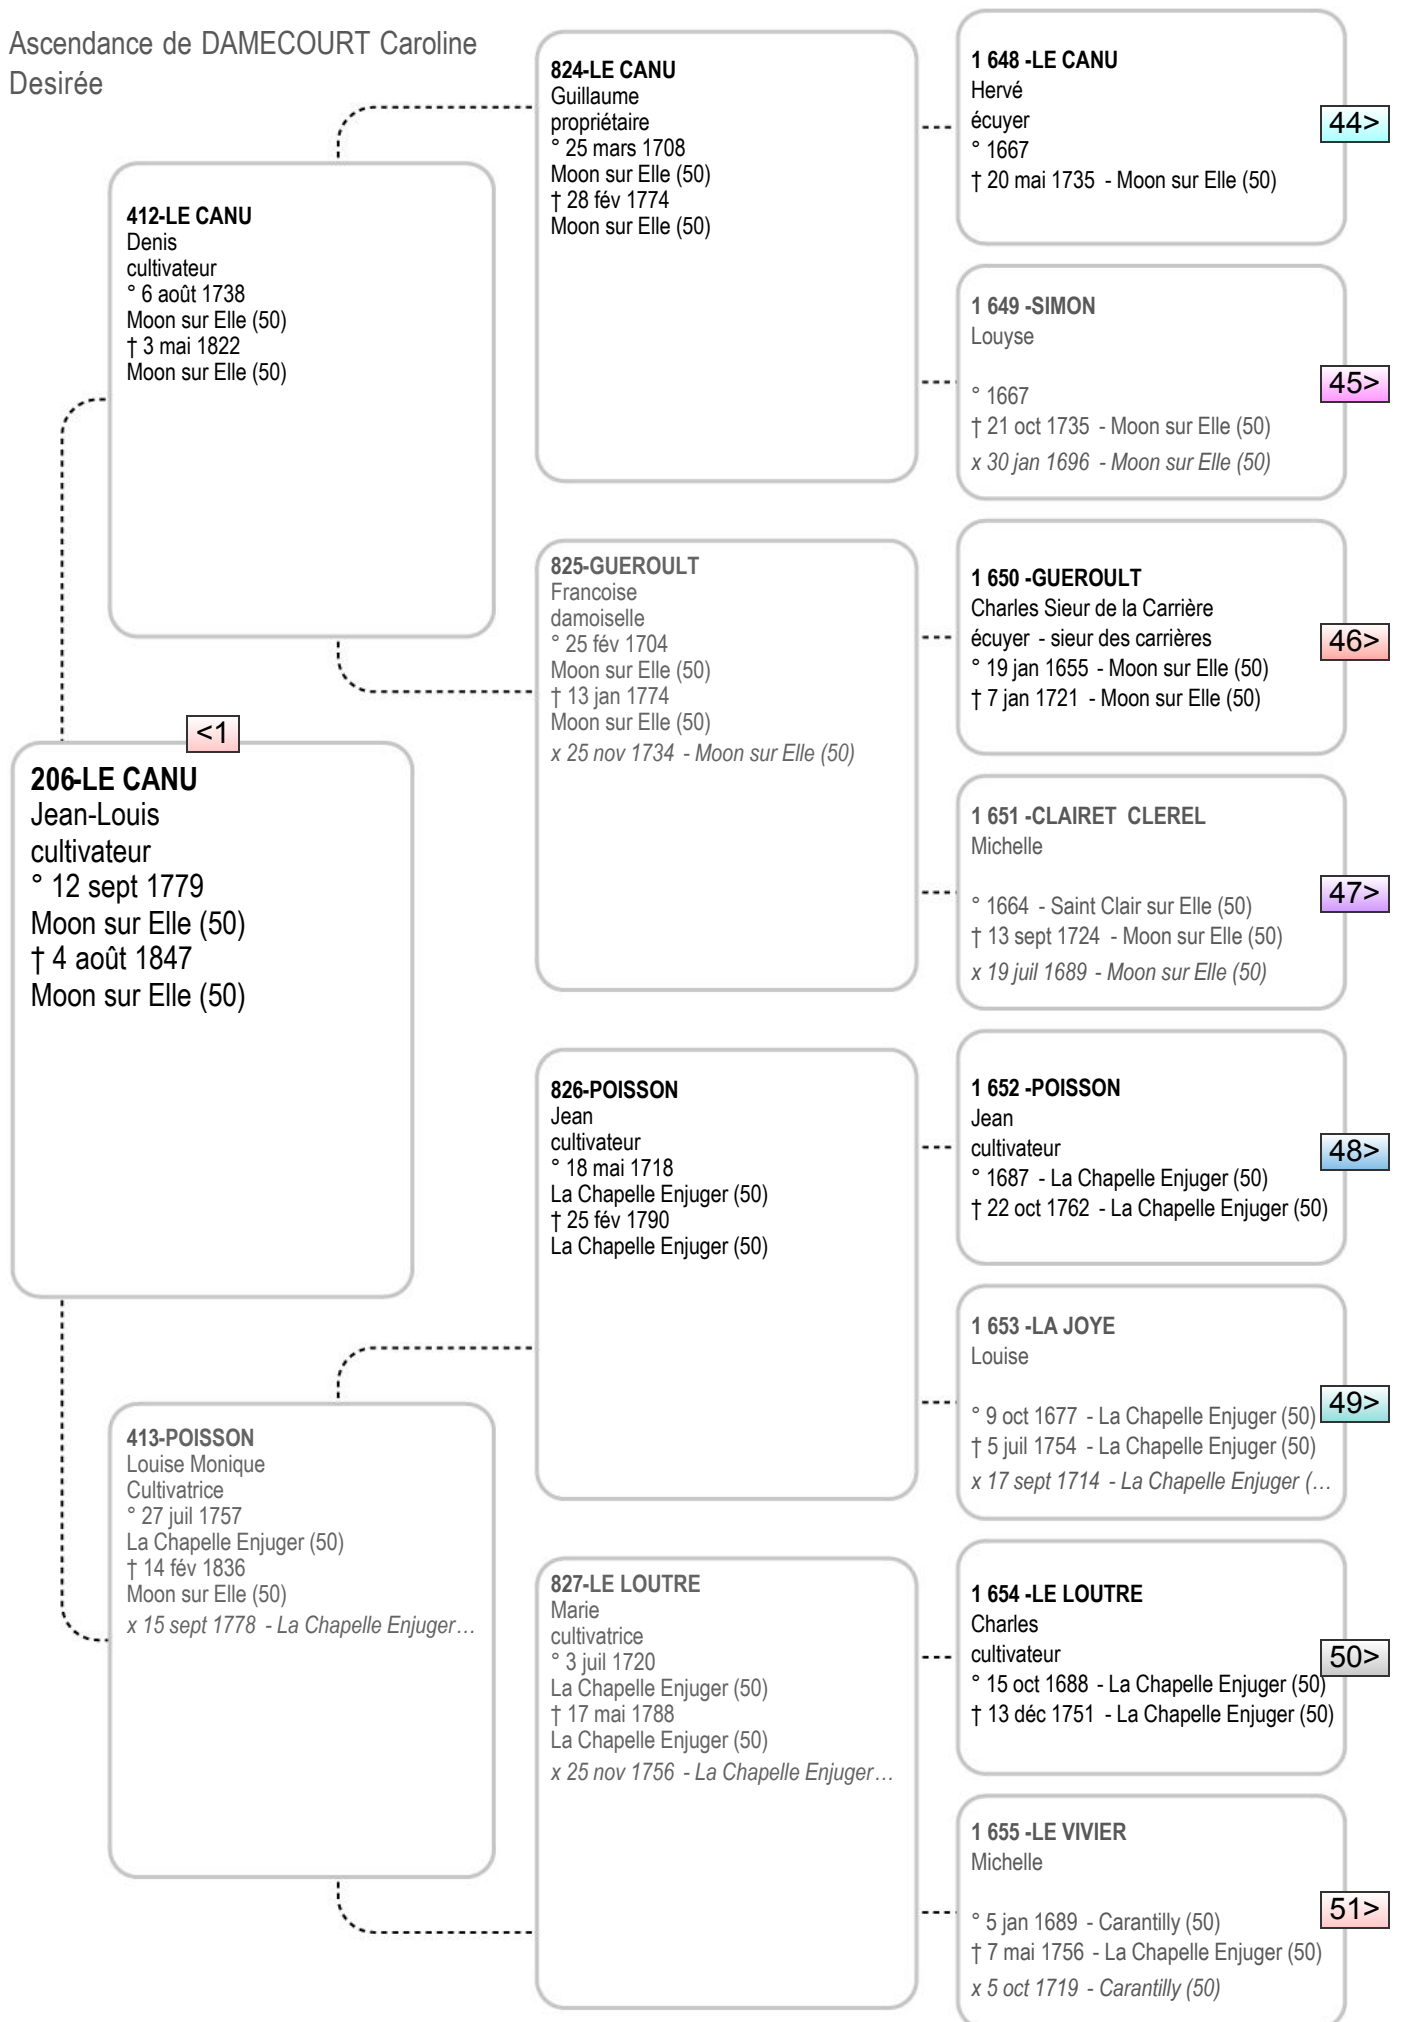 Ascendance de DAMECOURT Caroline
Desirée
<1
206-LE CANU
Jean-Louis
cultivateur
° 12 sept 1779
Moon sur Elle (50)
† 4 août 1847
Moon sur Elle (50)
412-LE CANU
Denis
cultivateur
° 6 août 1738
Moon sur Elle (50)
† 3 mai 1822
Moon sur Elle (50)
413-POISSON
Louise Monique
Cultivatrice
° 27 juil 1757
La Chapelle Enjuger (50)
† 14 fév 1836
Moon sur Elle (50)
x 15 sept 1778 - La Chapelle Enjuger…
824-LE CANU
Guillaume
propriétaire
° 25 mars 1708
Moon sur Elle (50)
† 28 fév 1774
Moon sur Elle (50)
825-GUEROULT
Francoise
damoiselle
° 25 fév 1704
Moon sur Elle (50)
† 13 jan 1774
Moon sur Elle (50)
x 25 nov 1734 - Moon sur Elle (50)
826-POISSON
Jean
cultivateur
° 18 mai 1718
La Chapelle Enjuger (50)
† 25 fév 1790
La Chapelle Enjuger (50)
827-LE LOUTRE
Marie
cultivatrice
° 3 juil 1720
La Chapelle Enjuger (50)
† 17 mai 1788
La Chapelle Enjuger (50)
x 25 nov 1756 - La Chapelle Enjuger…
1 648 -LE CANU
Hervé
écuyer
° 1667
† 20 mai 1735 - Moon sur Elle (50)
44>
1 649 -SIMON
Louyse
° 1667
† 21 oct 1735 - Moon sur Elle (50)
x 30 jan 1696 - Moon sur Elle (50)
45>
1 650 -GUEROULT
Charles Sieur de la Carrière
écuyer - sieur des carrières
° 19 jan 1655 - Moon sur Elle (50)
† 7 jan 1721 - Moon sur Elle (50)
46>
1 651 -CLAIRET CLEREL
Michelle
° 1664 - Saint Clair sur Elle (50)
† 13 sept 1724 - Moon sur Elle (50)
x 19 juil 1689 - Moon sur Elle (50)
47>
1 652 -POISSON
Jean
cultivateur
° 1687 - La Chapelle Enjuger (50)
† 22 oct 1762 - La Chapelle Enjuger (50)
48>
1 653 -LA JOYE
Louise
° 9 oct 1677 - La Chapelle Enjuger (50)
† 5 juil 1754 - La Chapelle Enjuger (50)
x 17 sept 1714 - La Chapelle Enjuger (…
49>
1 654 -LE LOUTRE
Charles
cultivateur
° 15 oct 1688 - La Chapelle Enjuger (50)
† 13 déc 1751 - La Chapelle Enjuger (50)
50>
1 655 -LE VIVIER
Michelle
° 5 jan 1689 - Carantilly (50)
† 7 mai 1756 - La Chapelle Enjuger (50)
x 5 oct 1719 - Carantilly (50)
51>